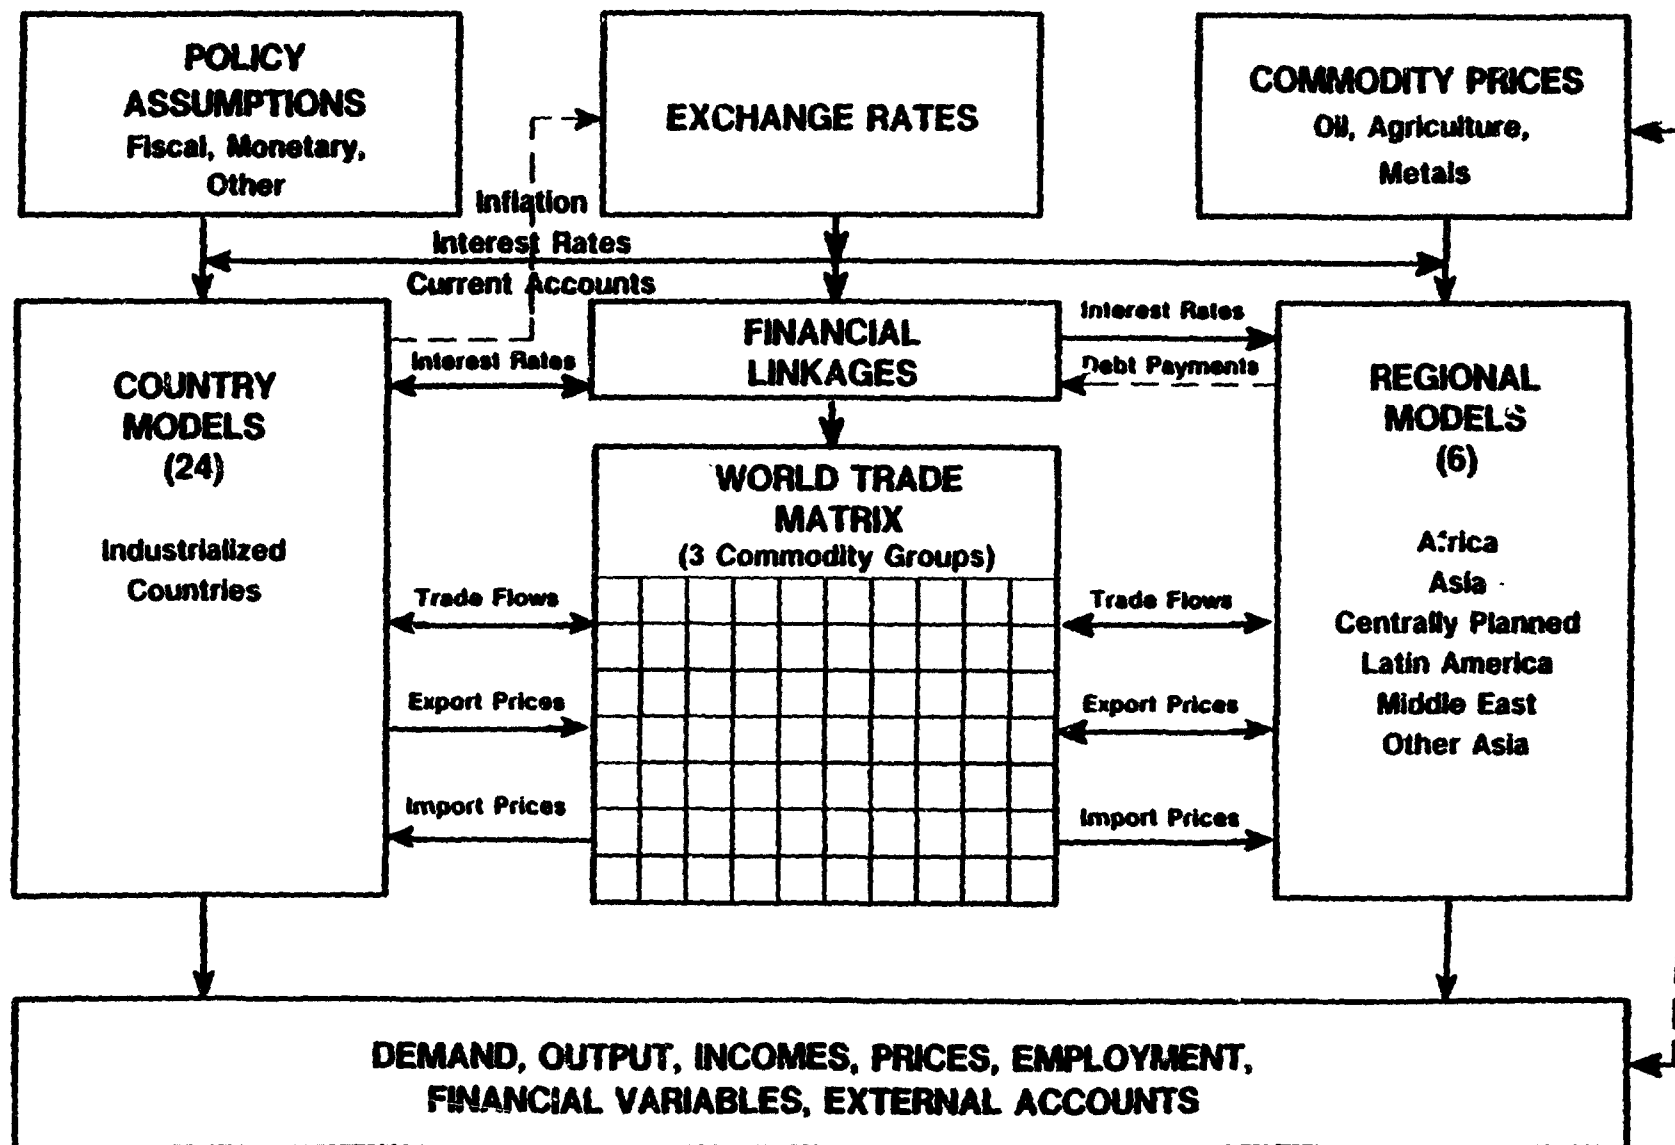 POLICY
ASSUMPTIONS
Fiscal, Monetary,
Other
EXCHANGE RATES
COMMODITY PRICES
Oil, Agriculture,
Metals
Inflation
Interest Rates
Current Accounts
COUNTRY
MODELS
(24)
Industrialized
Countries
Interest Rates
FINANCIAL
LINKAGES
Interest Rates
Debt Payments
WORLD TRADE
MATRIX
(3 Commodity Groups)
Trade Flows
Export Prices
Import Prices
Trade Flows
Export Prices
Import Prices
REGIONAL
MODELS
(6)
Africa
Asia
Centrally Planned
Latin America
Middle East
Other Asia
DEMAND, OUTPUT, INCOMES, PRICES, EMPLOYMENT,
FINANCIAL VARIABLES, EXTERNAL ACCOUNTS